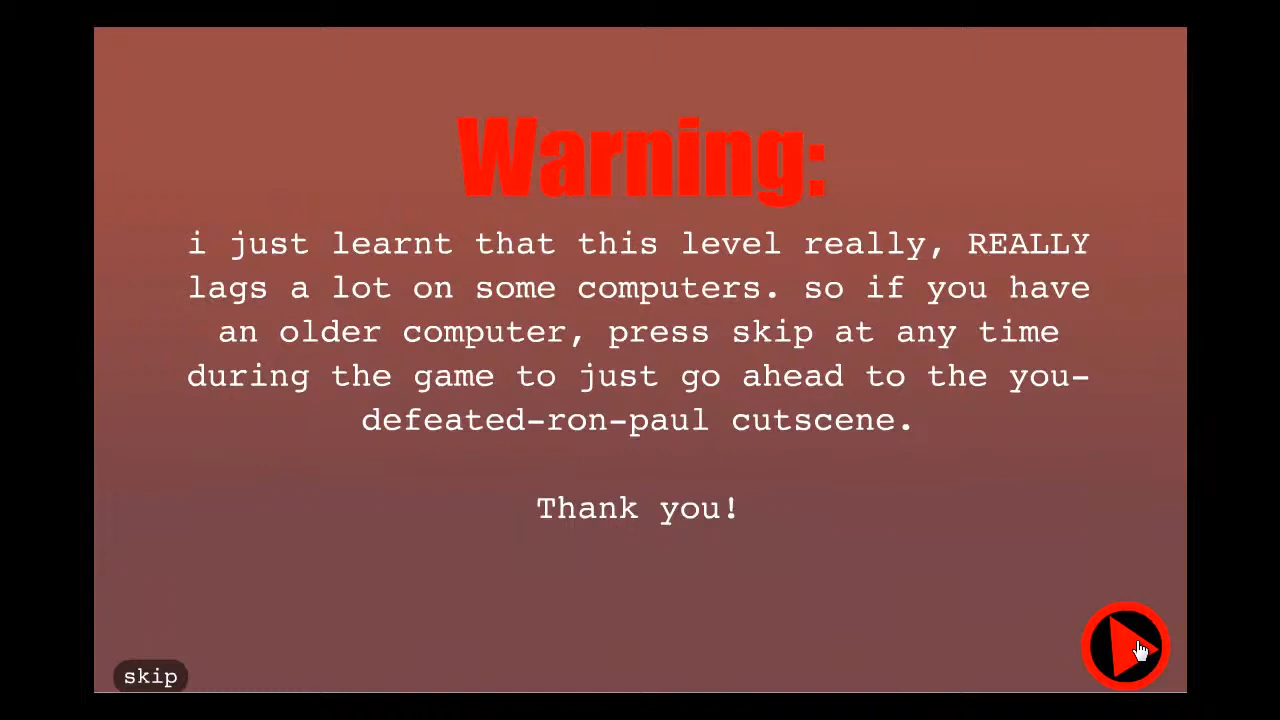 Warning:
i just learnt that this level really, REALLY
lags a lot on some computers. so if you have
an older computer, press skip at any time
during the game to just go ahead to the you-
defeated-ron-paul cutscene.
Thank you!
skip